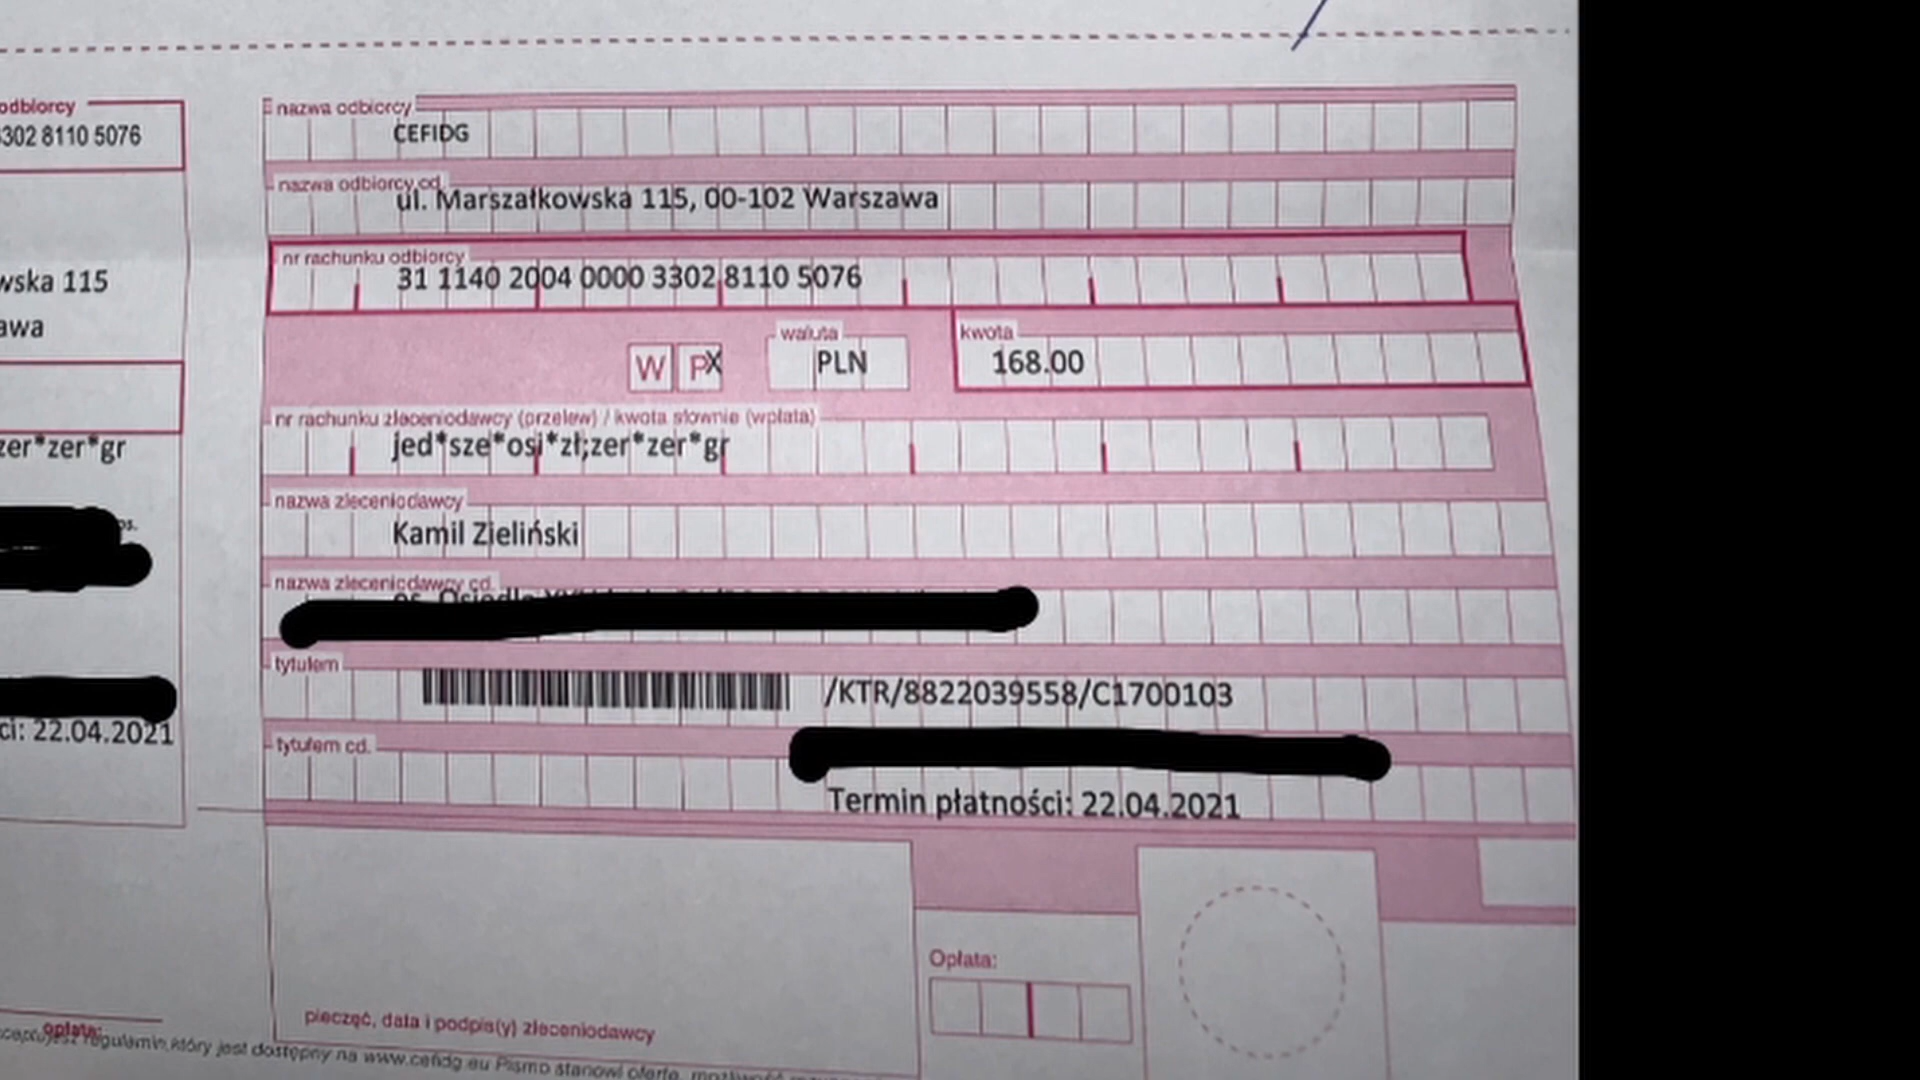 odbiorcy
3302 8110 5076
wska 115
awa
zer*zer*gr
os.
ci: 22.04.2021
opłata:
nazwa odbiorcy
CEFIDG
nazwa odbiorcy cd.
ul. Marszałkowska 115, 00-102 Warszawa
nr rachunku odbiorcy
31 1140 2004 0000 3302 8110 5076
W P X
waluta
PLN
kwota
168.00
nr rachunku zleceniodawcy (przelew) / kwota słownie (wpłata)
jed*sze*osi*zł;zer*zer*gr
nazwa zleceniodawcy
Kamil Zieliński
nazwa zleceniodawcy cd.
os. Osiedle
tytułem
/KTR/8822039558/C1700103
tytułem cd.
Termin płatności: 22.04.2021
Opłata:
pieczęć, data i podpis(y) zleceniodawcy
regulamin,który jest dostępny na www.cefidg.eu Pismo stanowi ofertę,